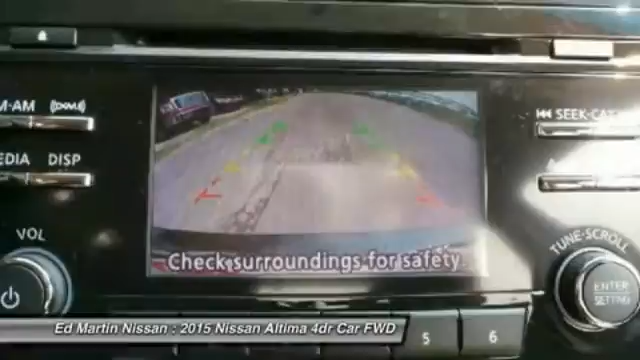 M-AM (XM)
SEEK-CAT
EDIA DISP
VOL
TUNE·SCROLL
ENTER
SETTING
Check surroundings for safety.
Ed Martin Nissan : 2015 Nissan Altima 4dr Car FWD
5 6